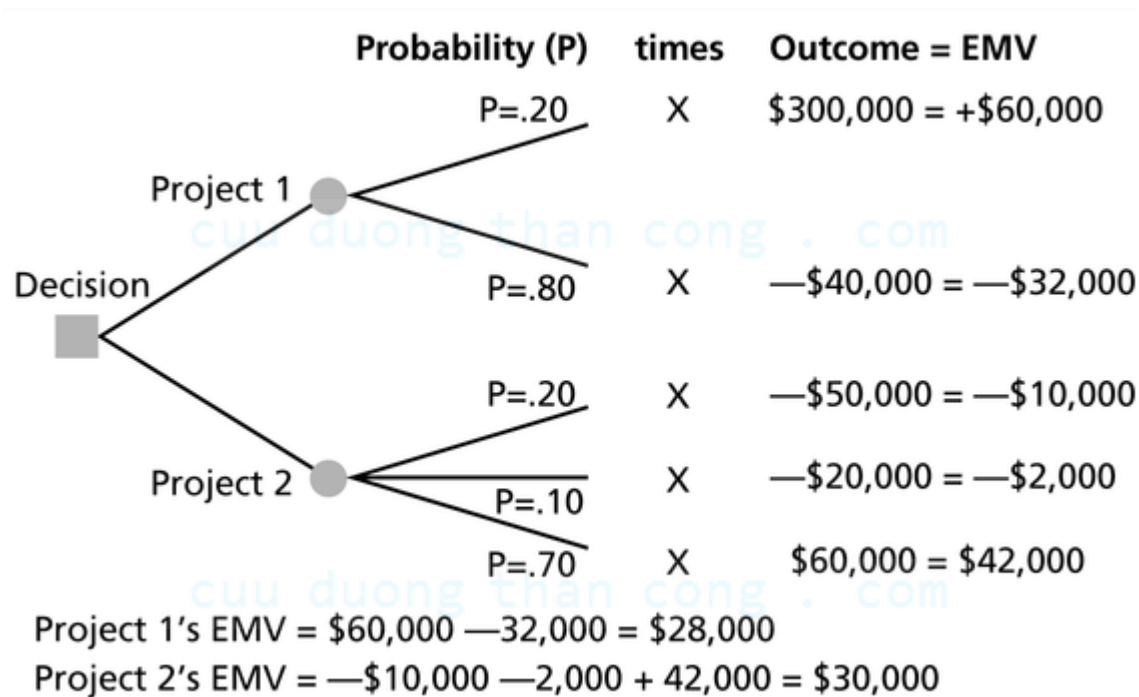 Probability (P) times Outcome = EMV
P=.20 X $300,000 = +$60,000
Project 1
cuu duong than cong . com
Decision
P=.80 X —$40,000 = —$32,000
P=.20 X —$50,000 = —$10,000
Project 2
P=.10 X —$20,000 = —$2,000
P=.70 X $60,000 = $42,000
cuu duong than cong . com
Project 1's EMV = $60,000 —32,000 = $28,000
Project 2's EMV = —$10,000 —2,000 + 42,000 = $30,000